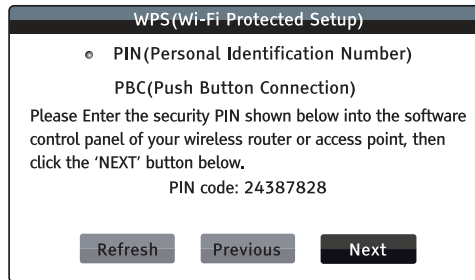 WPS(Wi-Fi Protected Setup)
PIN(Personal Identification Number)
PBC(Push Button Connection)
Please Enter the security PIN shown below into the software
control panel of your wireless router or access point, then
click the ‘NEXT’ button below.
PIN code: 24387828
Refresh Previous Next